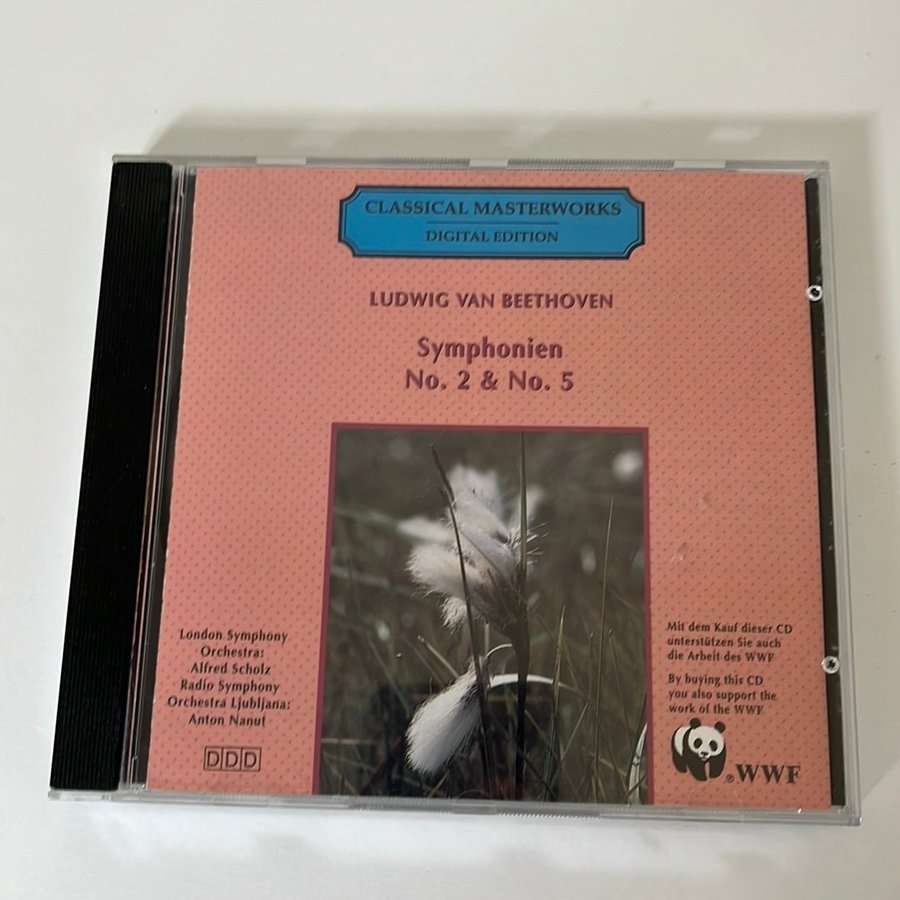 CLASSICAL MASTERWORKS
DIGITAL EDITION
LUDWIG VAN BEETHOVEN
Symphonien
No. 2 & No. 5
London Symphony
Orchestra:
Alfred Scholz
Radio Symphony
Orchestra Ljubljana:
Anton Nanut
DDD
Mit dem Kauf dieser CD
unterstützen Sie auch
die Arbeit des WWF
By buying this CD
you also support the
work of the WWF.
® WWF